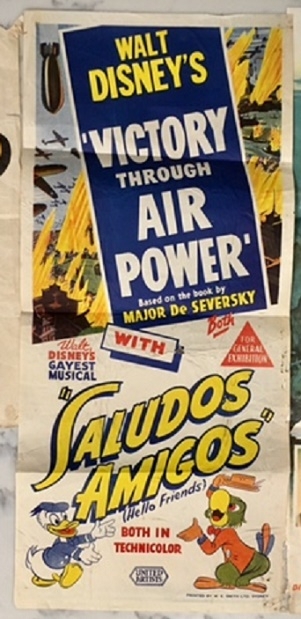 WALT
DISNEY'S
'VICTORY
THROUGH
AIR
POWER'
Based on the book by
MAJOR De SEVERSKY
Both
WITH
FOR
GENERAL
EXHIBITION
Walt
DISNEY'S
GAYEST
MUSICAL
"SALUDOS
AMIGOS"
(Hello Friends)
BOTH IN
TECHNICOLOR
UNITED
ARTISTS